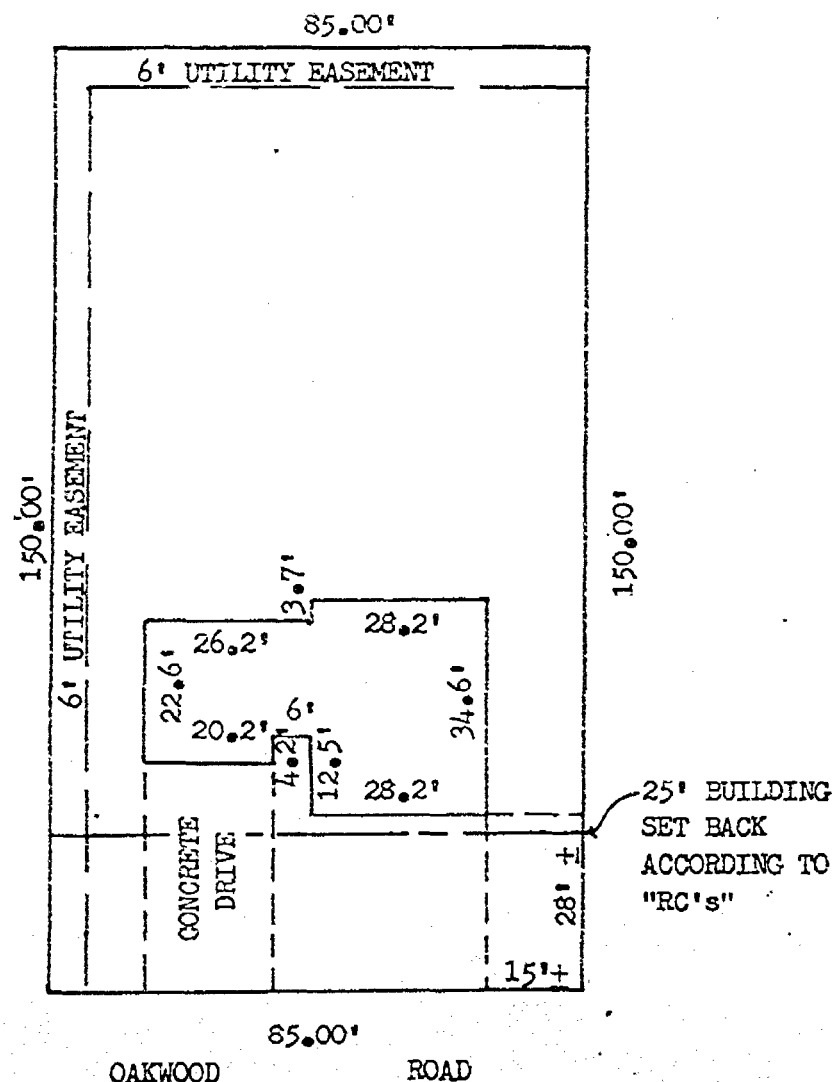 85.00'
6' UTILITY EASEMENT
150.00'
6' UTILITY EASEMENT
150.00'
3.7'
26.2'
28.2'
22.6'
34.6'
20.2'
6'
4.2'
12.5'
28.2'
25' BUILDING
SET BACK
ACCORDING TO
"RC's"
CONCRETE
DRIVE
28' ±
15'±
85.00'
OAKWOOD ROAD